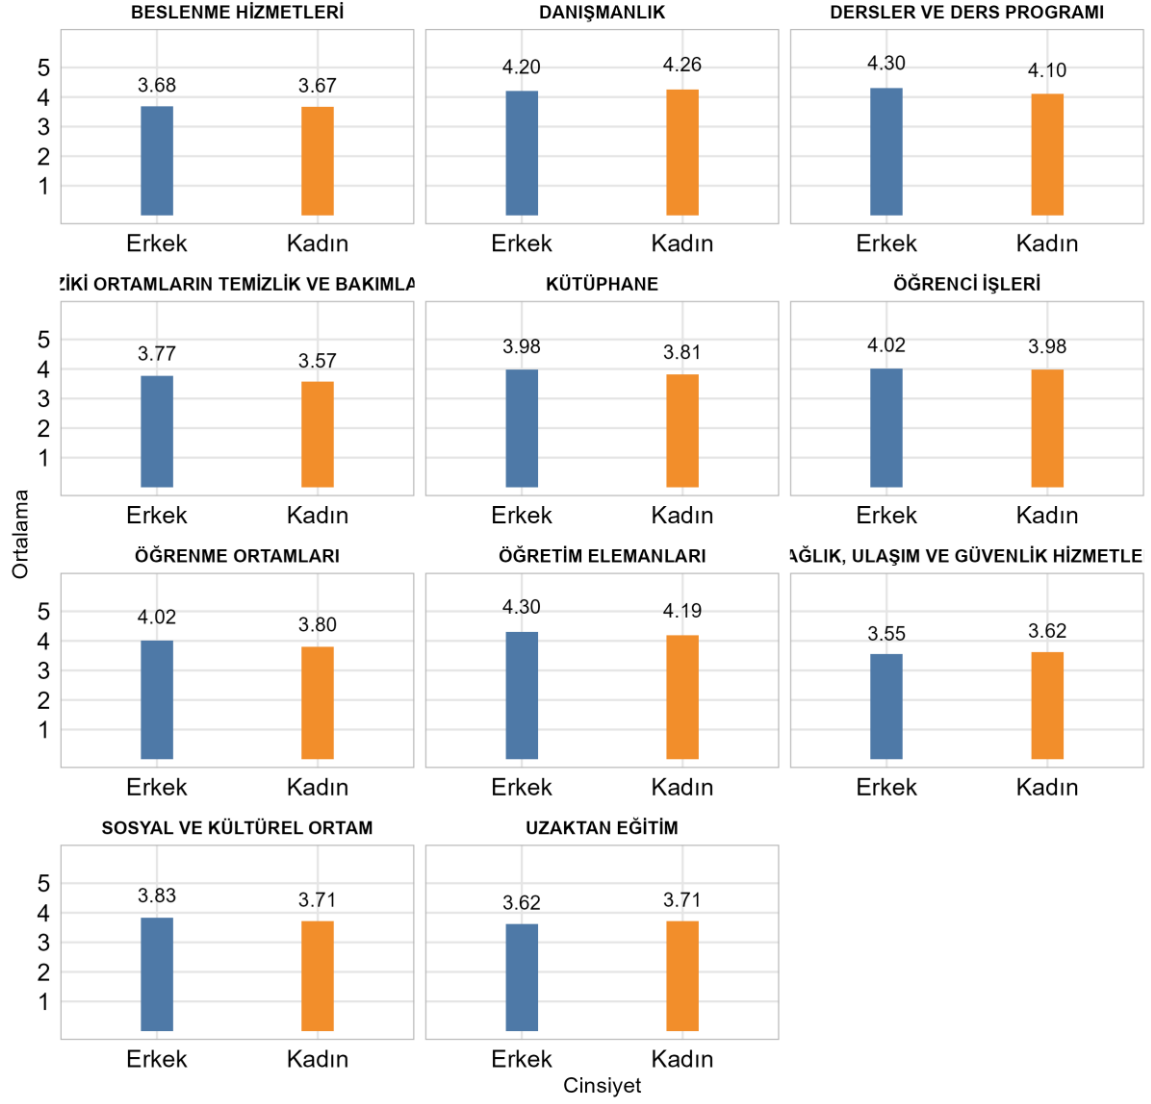 BESLENME HİZMETLERİ
5
4
3
2
1
3.68
3.67
Erkek
Kadın
DANIŞMANLIK
4.20
4.26
Erkek
Kadın
DERSLER VE DERS PROGRAMI
4.30
4.10
Erkek
Kadın
ZİKİ ORTAMLARIN TEMİZLİK VE BAKIMLA
5
4
3
2
1
3.77
3.57
Erkek
Kadın
KÜTÜPHANE
3.98
3.81
Erkek
Kadın
ÖĞRENCİ İŞLERİ
4.02
3.98
Erkek
Kadın
Ortalama
ÖĞRENME ORTAMLARI
5
4
3
2
1
4.02
3.80
Erkek
Kadın
ÖĞRETİM ELEMANLARI
4.30
4.19
Erkek
Kadın
AĞLIK, ULAŞIM VE GÜVENLİK HİZMETLE
3.55
3.62
Erkek
Kadın
SOSYAL VE KÜLTÜREL ORTAM
5
4
3
2
1
3.83
3.71
Erkek
Kadın
UZAKTAN EĞİTİM
3.62
3.71
Erkek
Kadın
Cinsiyet